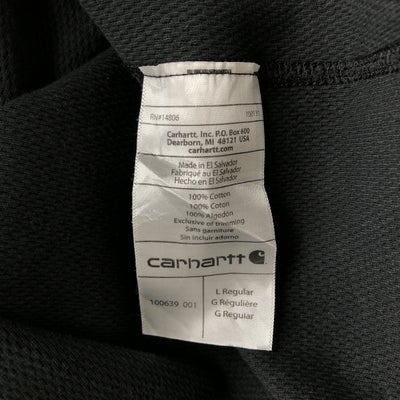 RN#14806
Carhartt, Inc. P.O. Box 600
Dearborn, MI 48121 USA
carhartt.com
Made in El Salvador
Fabriqué au El Salvador
Hecho en El Salvador
100% Cotton
100% Coton
100% Algodón
Exclusive of trimming
Sans garniture
Sin incluir adorno
carhartt
100639 001
L Regular
G Régulière
G Regular